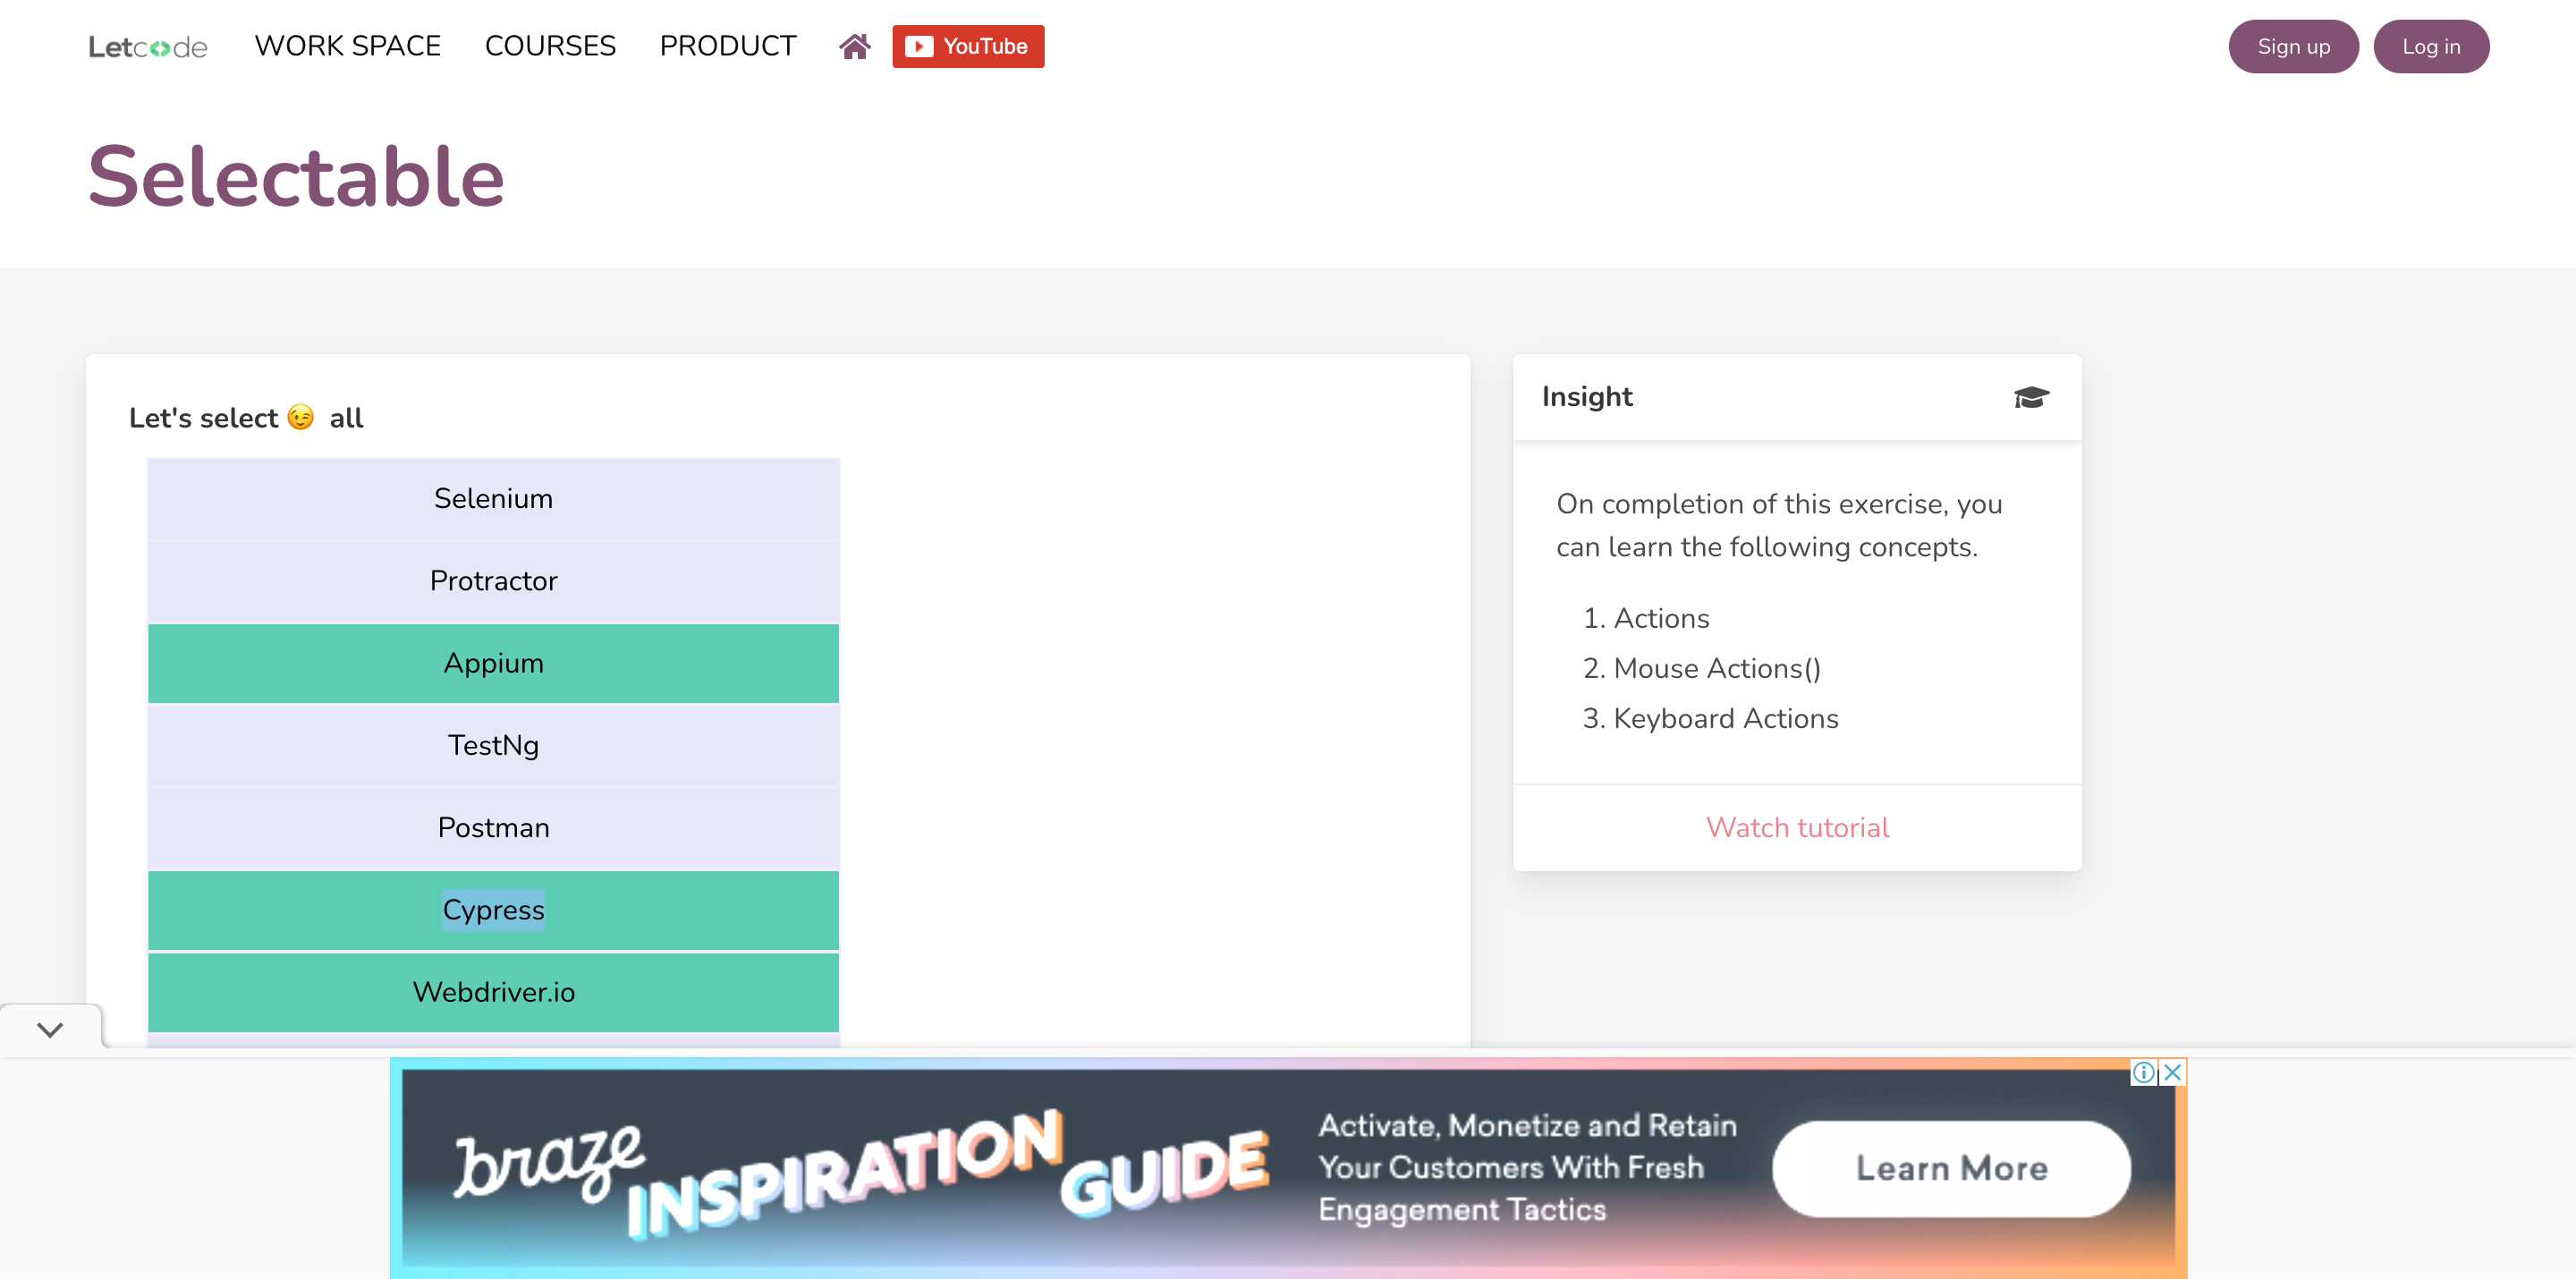 Letcode WORK SPACE COURSES PRODUCT YouTube Sign up Log in
Selectable
Let's select 😉 all
Selenium
Protractor
Appium
TestNg
Postman
Cypress
Webdriver.io
Insight
On completion of this exercise, you
can learn the following concepts.
1. Actions
2. Mouse Actions()
3. Keyboard Actions
Watch tutorial
braze INSPIRATION GUIDE
Activate, Monetize and Retain
Your Customers With Fresh
Engagement Tactics
Learn More